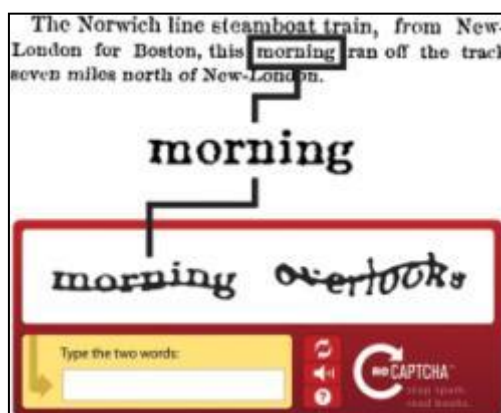 The Norwich line steamboat train, from New-
London for Boston, this morning ran off the track
seven miles north of New-London.
morning
morning overlooks
Type the two words:
reCAPTCHA™
stop spam.
read books.